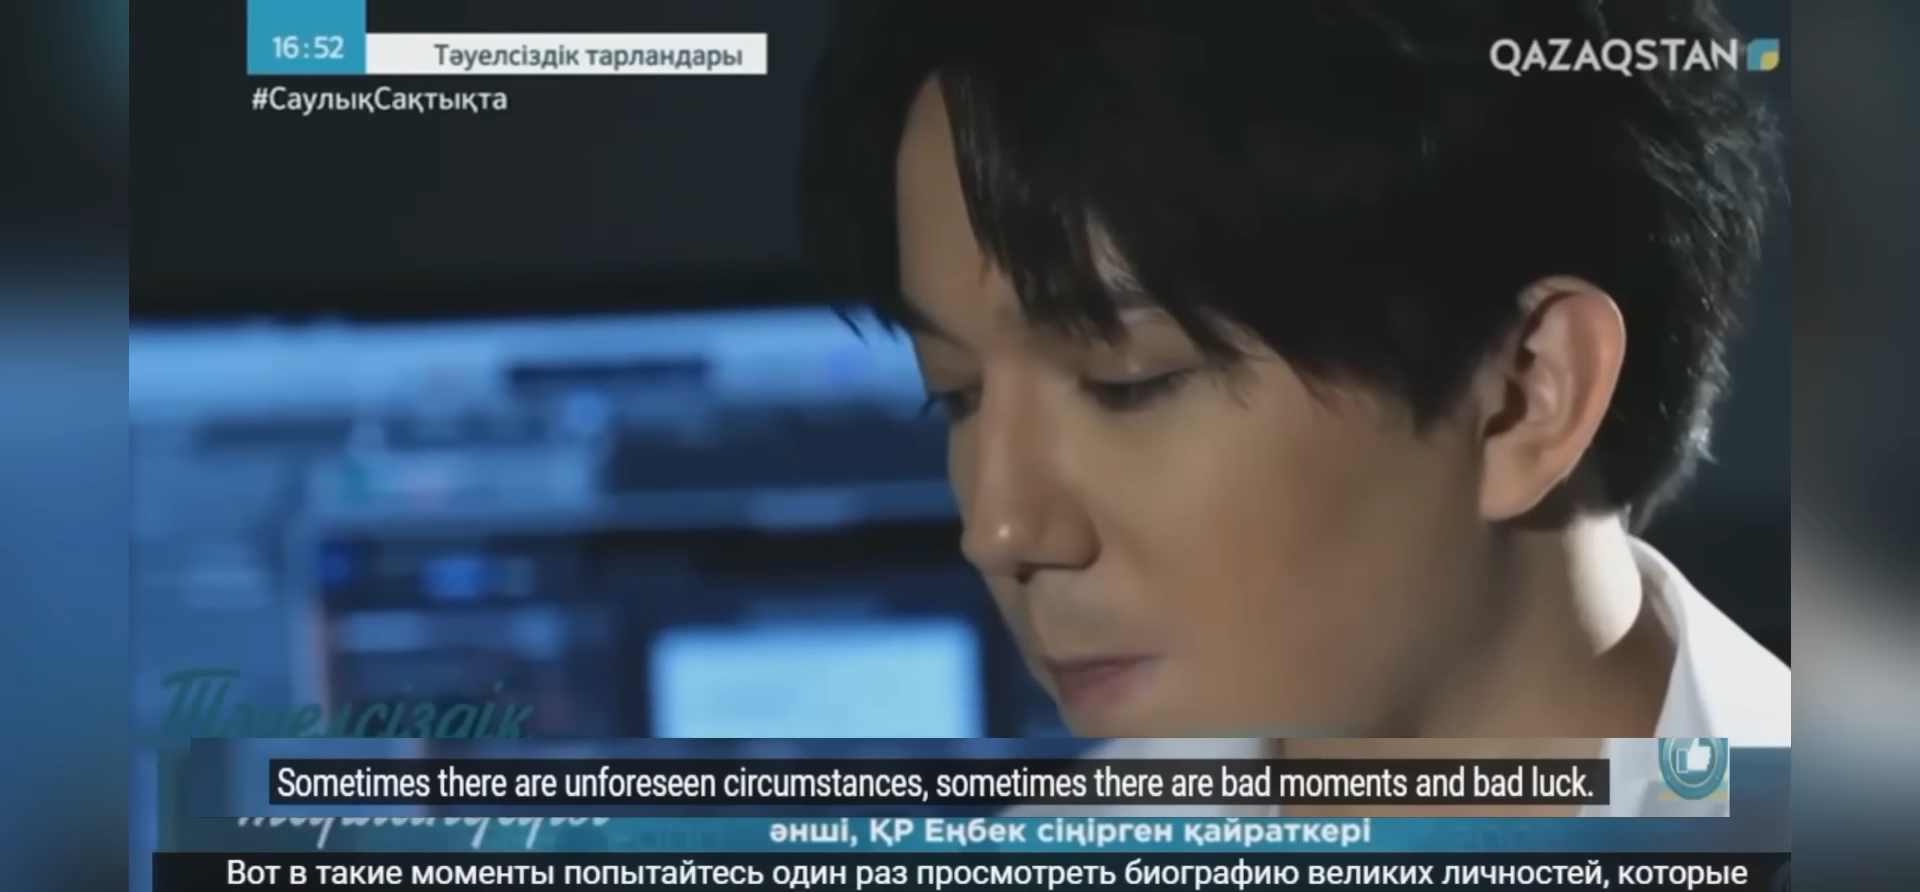 16:52
Тәуелсіздік тарландары
QAZAQSTAN
#СаулықСақтықта
Тәуелсіздік
Sometimes there are unforeseen circumstances, sometimes there are bad moments and bad luck.
әнші, ҚР Еңбек сіңірген қайраткері
Вот в такие моменты попытайтесь один раз просмотреть биографию великих личностей, которые